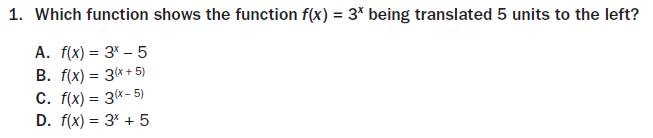 1. Which function shows the function f(x) = 3ˣ being translated 5 units to the left?
A. f(x) = 3ˣ – 5
B. f(x) = 3⁽ˣ ⁺ ⁵⁾
C. f(x) = 3⁽ˣ⁻ ⁵⁾
D. f(x) = 3ˣ + 5